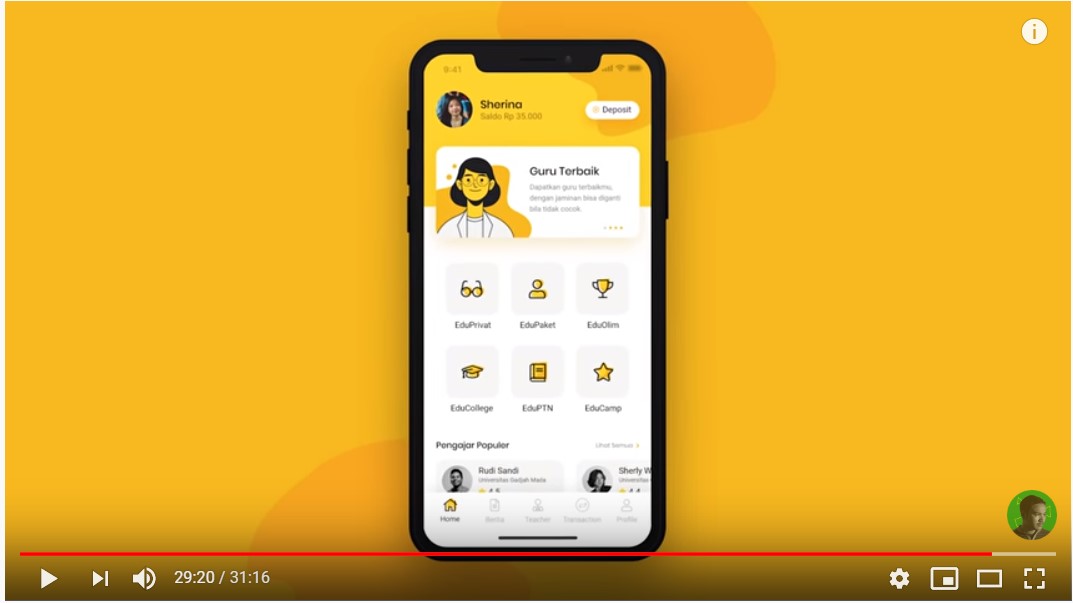 9:41
Sherina
Saldo Rp 35.000
Deposit
Guru Terbaik
Dapatkan guru terbaikmu,
dengan jaminan bisa diganti
bila tidak cocok.
EduPrivat EduPaket EduOlim
EduCollege EduPTN EduCamp
Pengajar Populer
Lihat Semua
Rudi Sandi
Universitas Gadjah Mada
4.5
Sherly W
Universitas
4.4
Home Berita Teacher Transaction Profile
29:20 / 31:16